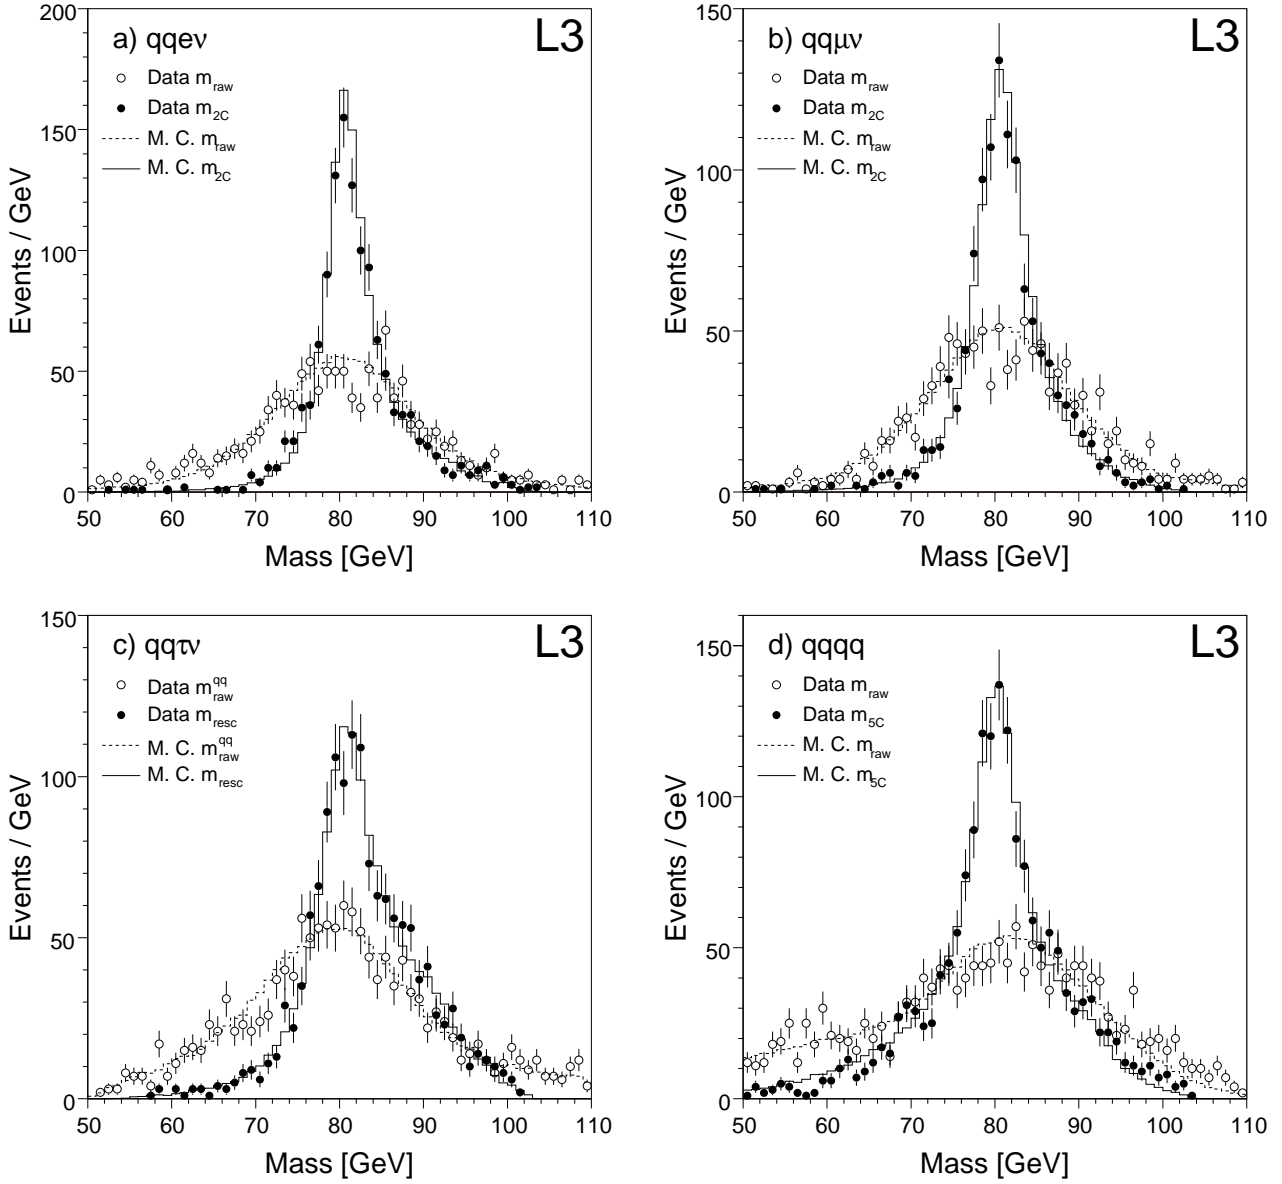 a) qqeν
L3
Data m_raw
Data m_2C
M. C. m_raw
M. C. m_2C
Events / GeV
200
150
100
50
0
50 60 70 80 90 100 110
Mass [GeV]
b) qqμν
L3
Data m_raw
Data m_2C
M. C. m_raw
M. C. m_2C
Events / GeV
150
100
50
0
50 60 70 80 90 100 110
Mass [GeV]
c) qqτν
L3
Data m^qq_raw
Data m_resc
M. C. m^qq_raw
M. C. m_resc
Events / GeV
150
100
50
0
50 60 70 80 90 100 110
Mass [GeV]
d) qqqq
L3
Data m_raw
Data m_5C
M. C. m_raw
M. C. m_5C
Events / GeV
150
100
50
0
50 60 70 80 90 100 110
Mass [GeV]